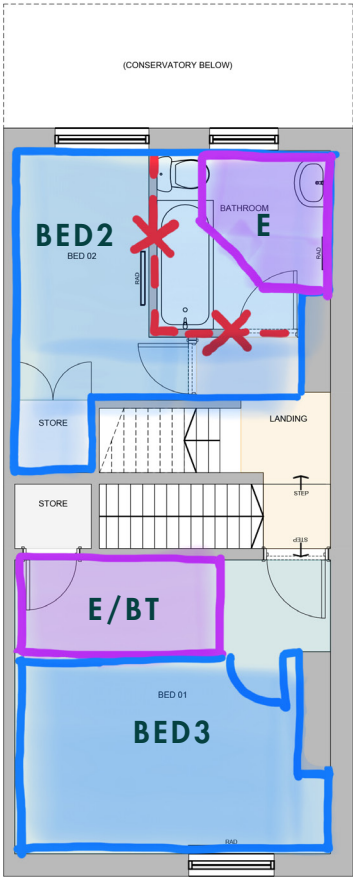 (CONSERVATORY BELOW)
BATHROOM
E
BED2
BED 02
RAD
RAD
STORE
LANDING
STORE
STEP
STEP
E/BT
BED 01
BED3
RAD